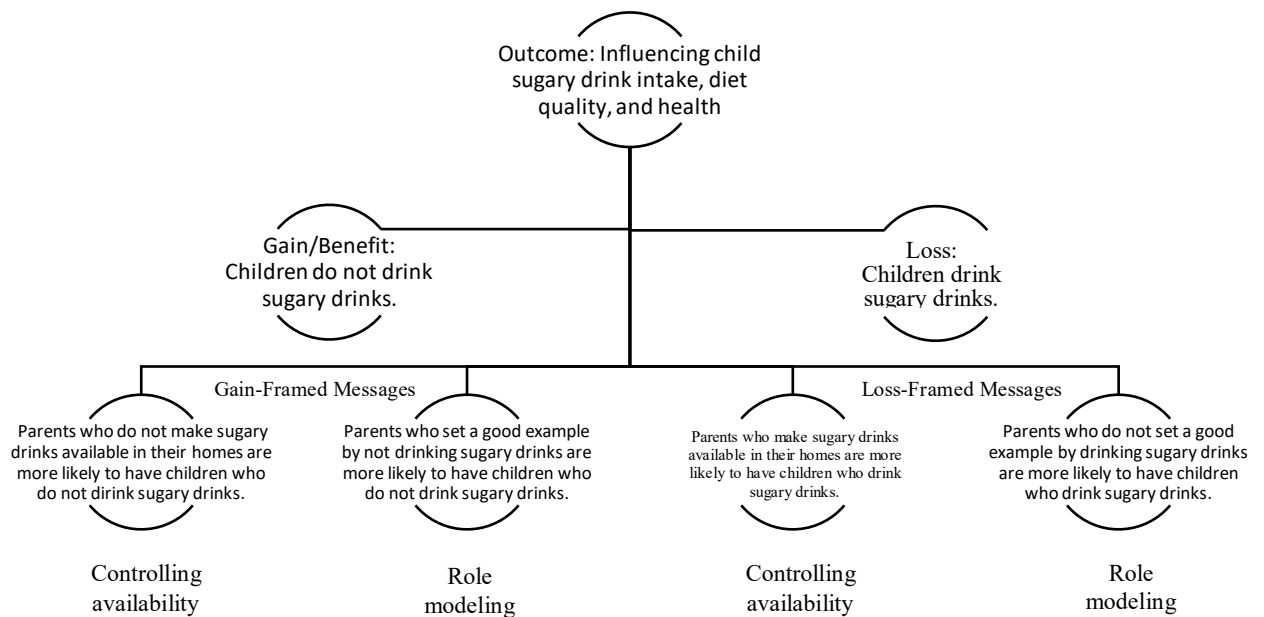 Outcome: Influencing child
sugary drink intake, diet
quality, and health
Gain/Benefit:
Children do not drink
sugary drinks.
Loss:
Children drink
sugary drinks.
Gain-Framed Messages
Loss-Framed Messages
Parents who do not make sugary
drinks available in their homes are
more likely to have children who
do not drink sugary drinks.
Parents who set a good example
by not drinking sugary drinks are
more likely to have children who
do not drink sugary drinks.
Parents who make sugary drinks
available in their homes are more
likely to have children who drink
sugary drinks.
Parents who do not set a good
example by drinking sugary drinks
are more likely to have children
who drink sugary drinks.
Controlling
availability
Role
modeling
Controlling
availability
Role
modeling